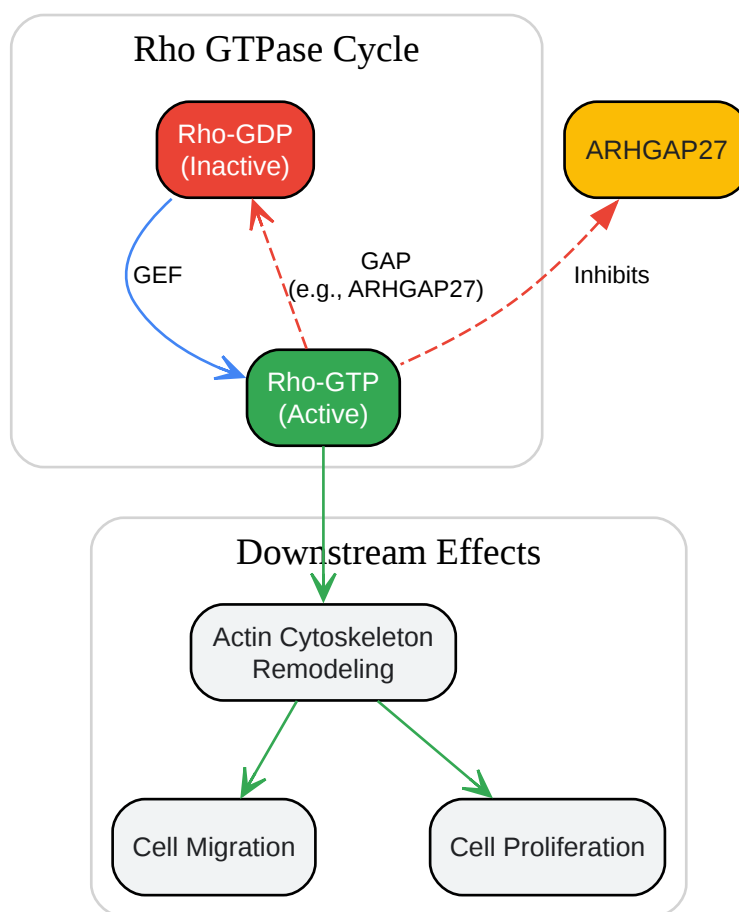 Rho GTPase Cycle
Rho-GDP
(Inactive)
ARHGAP27
GEF
GAP
(e.g., ARHGAP27)
Inhibits
Rho-GTP
(Active)
Downstream Effects
Actin Cytoskeleton
Remodeling
Cell Migration
Cell Proliferation